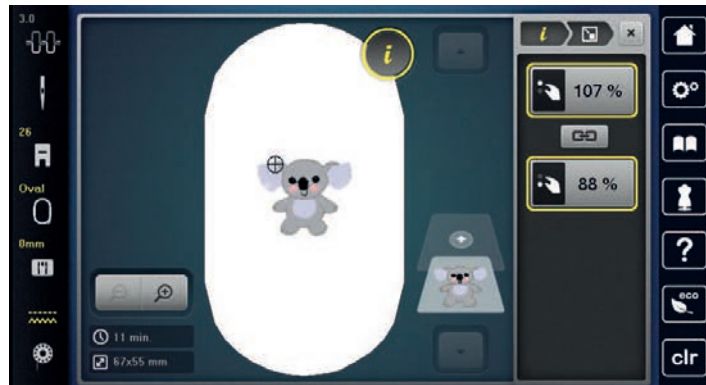 3.0
26
Oval
0mm
11 min.
67x55 mm
i
i
107 %
88 %
?
eco
clr